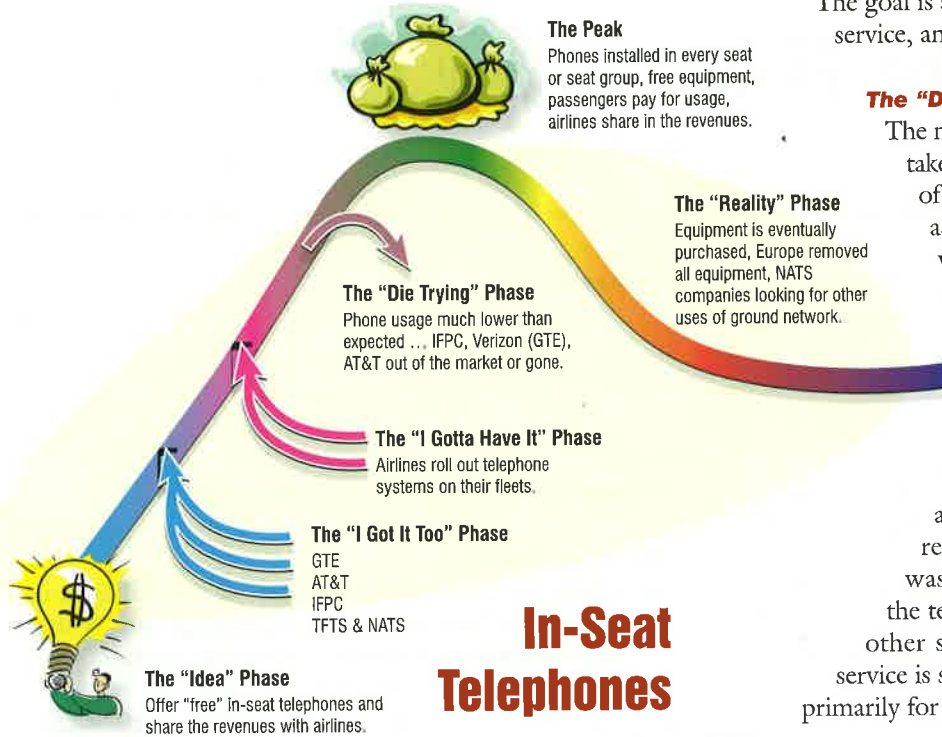 The Peak
Phones installed in every seat
or seat group, free equipment,
passengers pay for usage,
airlines share in the revenues.
The "Reality" Phase
Equipment is eventually
purchased, Europe removed
all equipment, NATS
companies looking for other
uses of ground network.
The "Die Trying" Phase
Phone usage much lower than
expected ... IFPC, Verizon (GTE),
AT&T out of the market or gone.
The "I Gotta Have It" Phase
Airlines roll out telephone
systems on their fleets.
The "I Got It Too" Phase
GTE
AT&T
IFPC
TFTS & NATS
$
The "Idea" Phase
Offer "free" in-seat telephones and
share the revenues with airlines.
In-Seat
Telephones
The goal is
service, an
The "D
The
take
of
a
re
was
the te
other s
service is s
primarily for